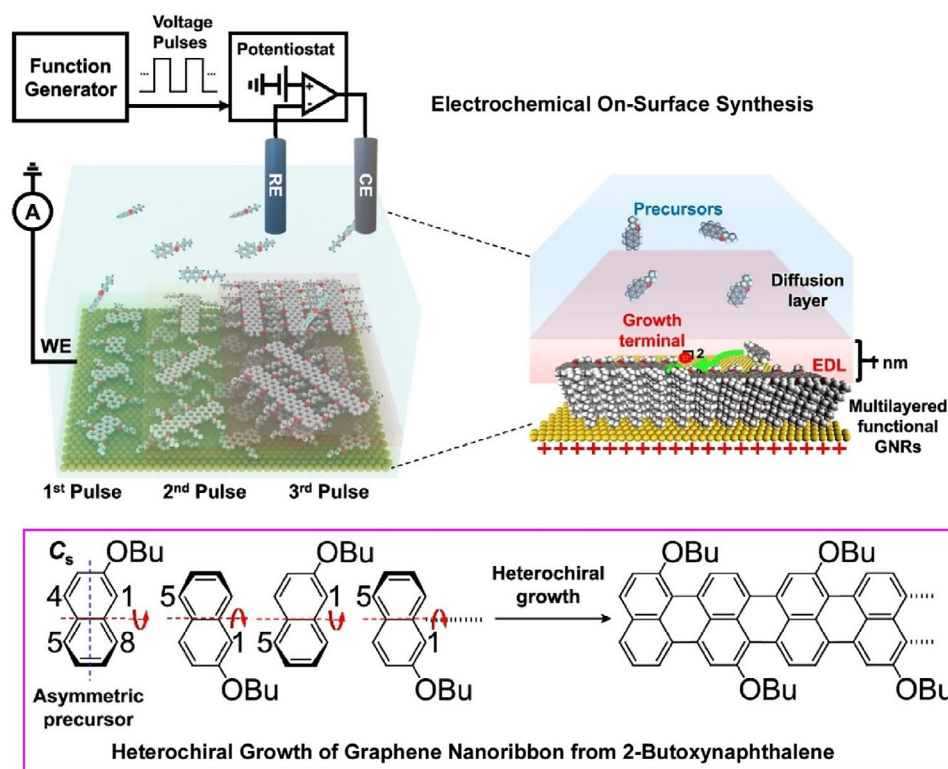 Voltage
Pulses
Function
Generator
...
...
Potentiostat
+
-
Electrochemical On-Surface Synthesis
RE
CE
A
WE
1st Pulse
2nd Pulse
3rd Pulse
Precursors
Diffusion
layer
Growth
terminal
2
EDL
nm
Multilayered
functional
GNRs
+++++++++++++++++
Cs
OBu
4
1
5
8
Asymmetric
precursor
5
1
OBu
OBu
1
5
5
1
OBu
Heterochiral
growth
OBu
OBu
OBu
OBu
Heterochiral Growth of Graphene Nanoribbon from 2-Butoxynaphthalene